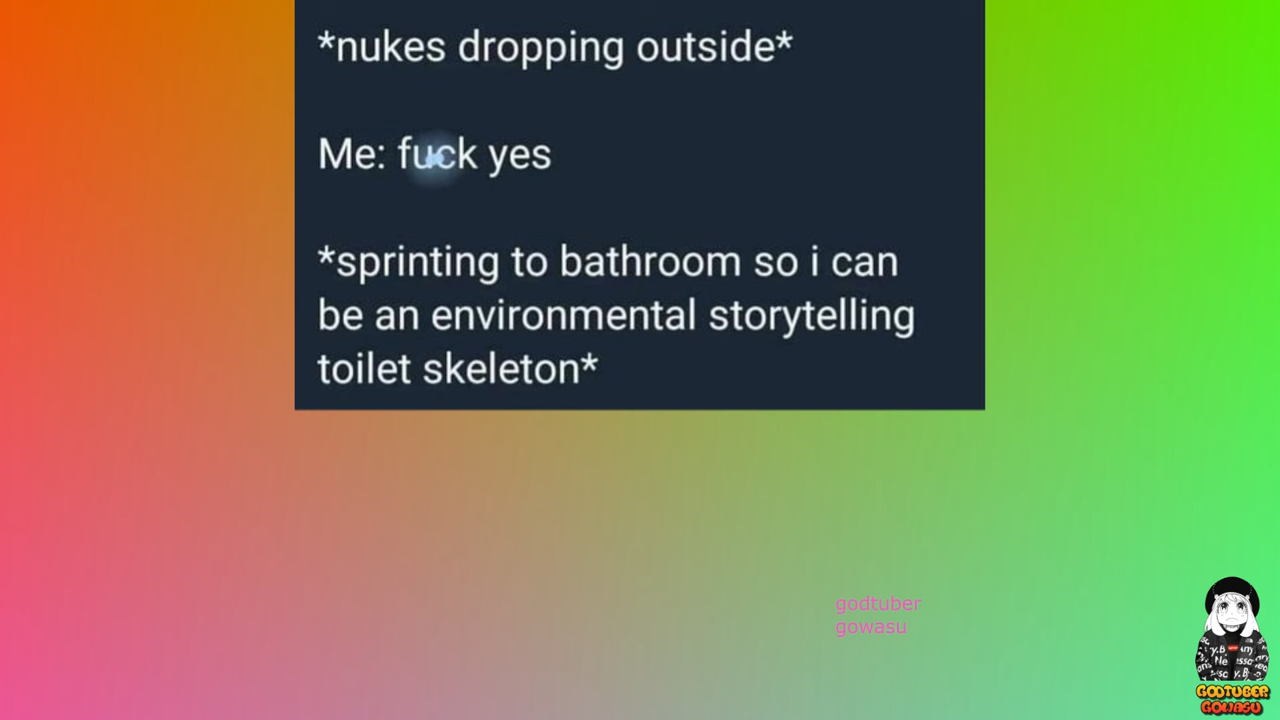 *nukes dropping outside*
Me: fuck yes
*sprinting to bathroom so i can
be an environmental storytelling
toilet skeleton*
godtuber
gowasu
GODTUBER
GOWASU